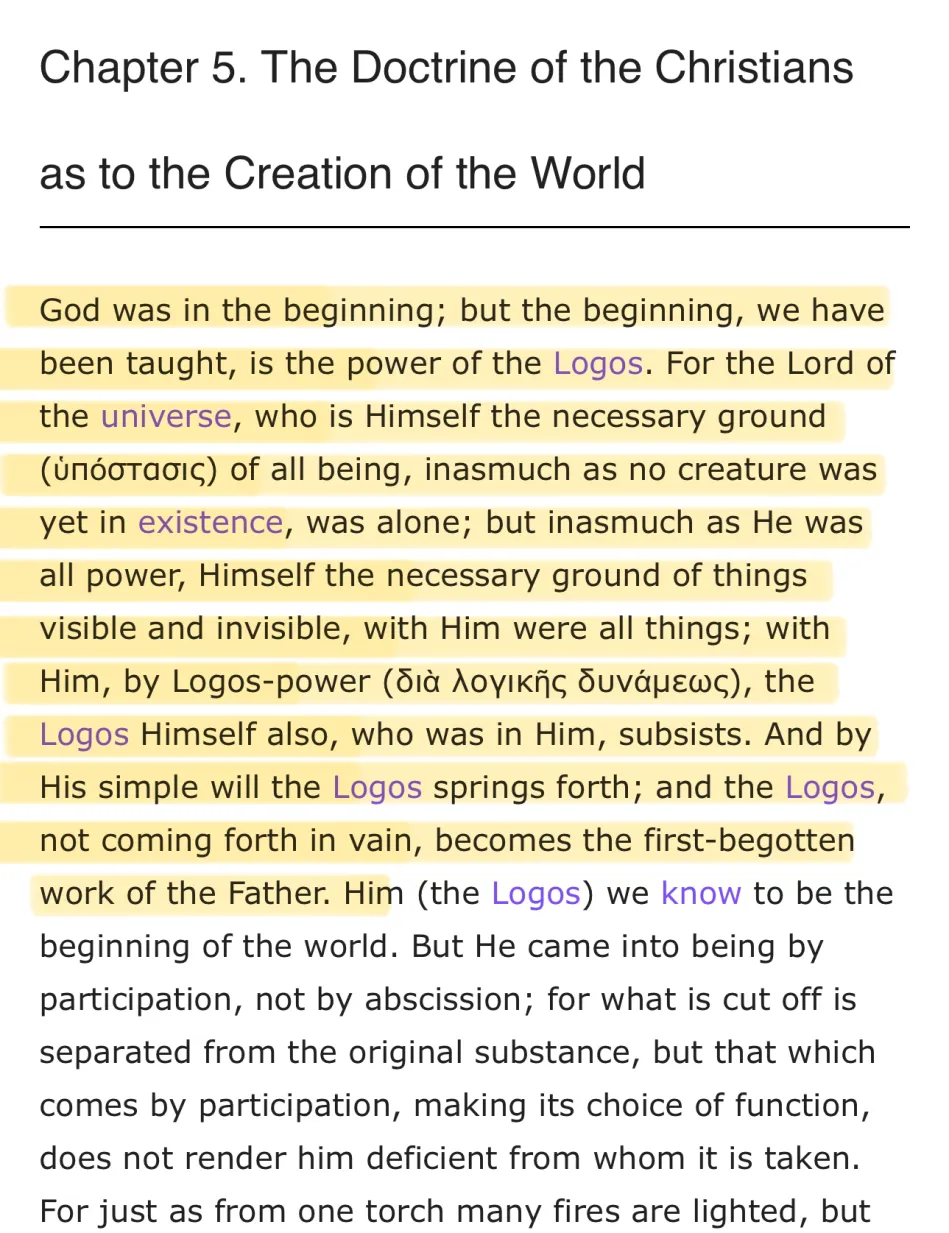 Chapter 5. The Doctrine of the Christians
as to the Creation of the World
God was in the beginning; but the beginning, we have
been taught, is the power of the Logos. For the Lord of
the universe, who is Himself the necessary ground
(ὑπόστασις) of all being, inasmuch as no creature was
yet in existence, was alone; but inasmuch as He was
all power, Himself the necessary ground of things
visible and invisible, with Him were all things; with
Him, by Logos-power (διὰ λογικῆς δυνάμεως), the
Logos Himself also, who was in Him, subsists. And by
His simple will the Logos springs forth; and the Logos,
not coming forth in vain, becomes the first-begotten
work of the Father. Him (the Logos) we know to be the
beginning of the world. But He came into being by
participation, not by abscission; for what is cut off is
separated from the original substance, but that which
comes by participation, making its choice of function,
does not render him deficient from whom it is taken.
For just as from one torch many fires are lighted, but